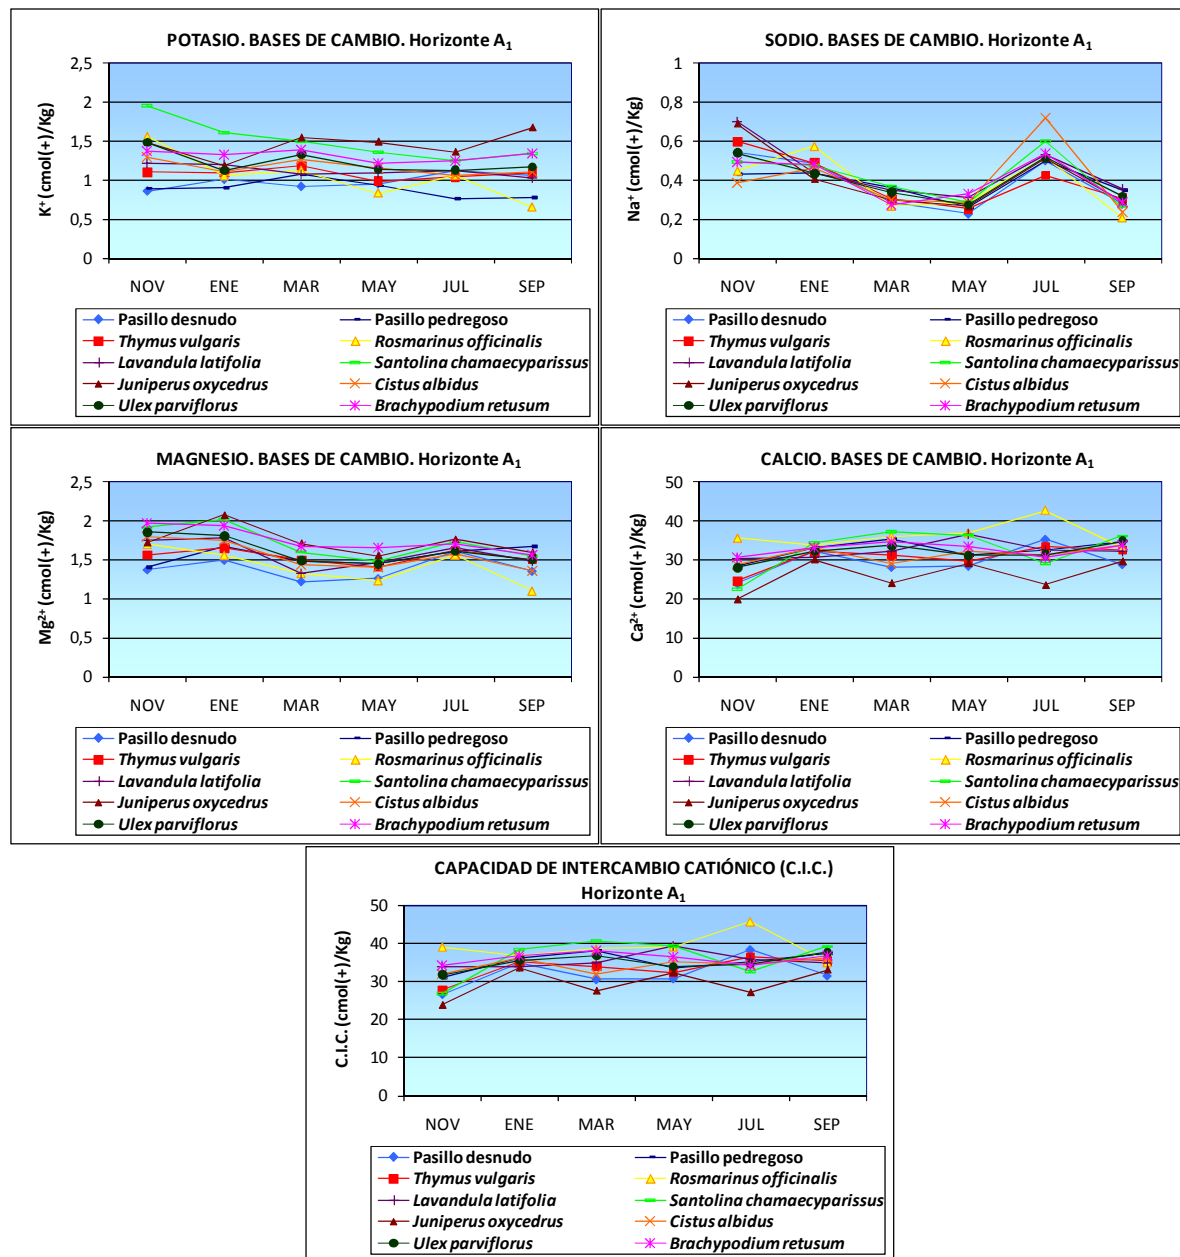 POTASIO. BASES DE CAMBIO. Horizonte A₁
K⁺ (cmol(+)/Kg)
2,5
2
1,5
1
0,5
0
NOV ENE MAR MAY JUL SEP
Pasillo desnudo Pasillo pedregoso
Thymus vulgaris Rosmarinus officinalis
Lavandula latifolia Santolina chamaecyparissus
Juniperus oxycedrus Cistus albidus
Ulex parviflorus Brachypodium retusum
SODIO. BASES DE CAMBIO. Horizonte A₁
Na⁺ (cmol(+)/Kg)
1
0,8
0,6
0,4
0,2
0
NOV ENE MAR MAY JUL SEP
Pasillo desnudo Pasillo pedregoso
Thymus vulgaris Rosmarinus officinalis
Lavandula latifolia Santolina chamaecyparissus
Juniperus oxycedrus Cistus albidus
Ulex parviflorus Brachypodium retusum
MAGNESIO. BASES DE CAMBIO. Horizonte A₁
Mg²⁺ (cmol(+)/Kg)
2,5
2
1,5
1
0,5
0
NOV ENE MAR MAY JUL SEP
Pasillo desnudo Pasillo pedregoso
Thymus vulgaris Rosmarinus officinalis
Lavandula latifolia Santolina chamaecyparissus
Juniperus oxycedrus Cistus albidus
Ulex parviflorus Brachypodium retusum
CALCIO. BASES DE CAMBIO. Horizonte A₁
Ca²⁺ (cmol(+)/Kg)
50
40
30
20
10
0
NOV ENE MAR MAY JUL SEP
Pasillo desnudo Pasillo pedregoso
Thymus vulgaris Rosmarinus officinalis
Lavandula latifolia Santolina chamaecyparissus
Juniperus oxycedrus Cistus albidus
Ulex parviflorus Brachypodium retusum
CAPACIDAD DE INTERCAMBIO CATIÓNICO (C.I.C.)
Horizonte A₁
C.I.C. (cmol(+)/Kg)
50
40
30
20
10
0
NOV ENE MAR MAY JUL SEP
Pasillo desnudo Pasillo pedregoso
Thymus vulgaris Rosmarinus officinalis
Lavandula latifolia Santolina chamaecyparissus
Juniperus oxycedrus Cistus albidus
Ulex parviflorus Brachypodium retusum